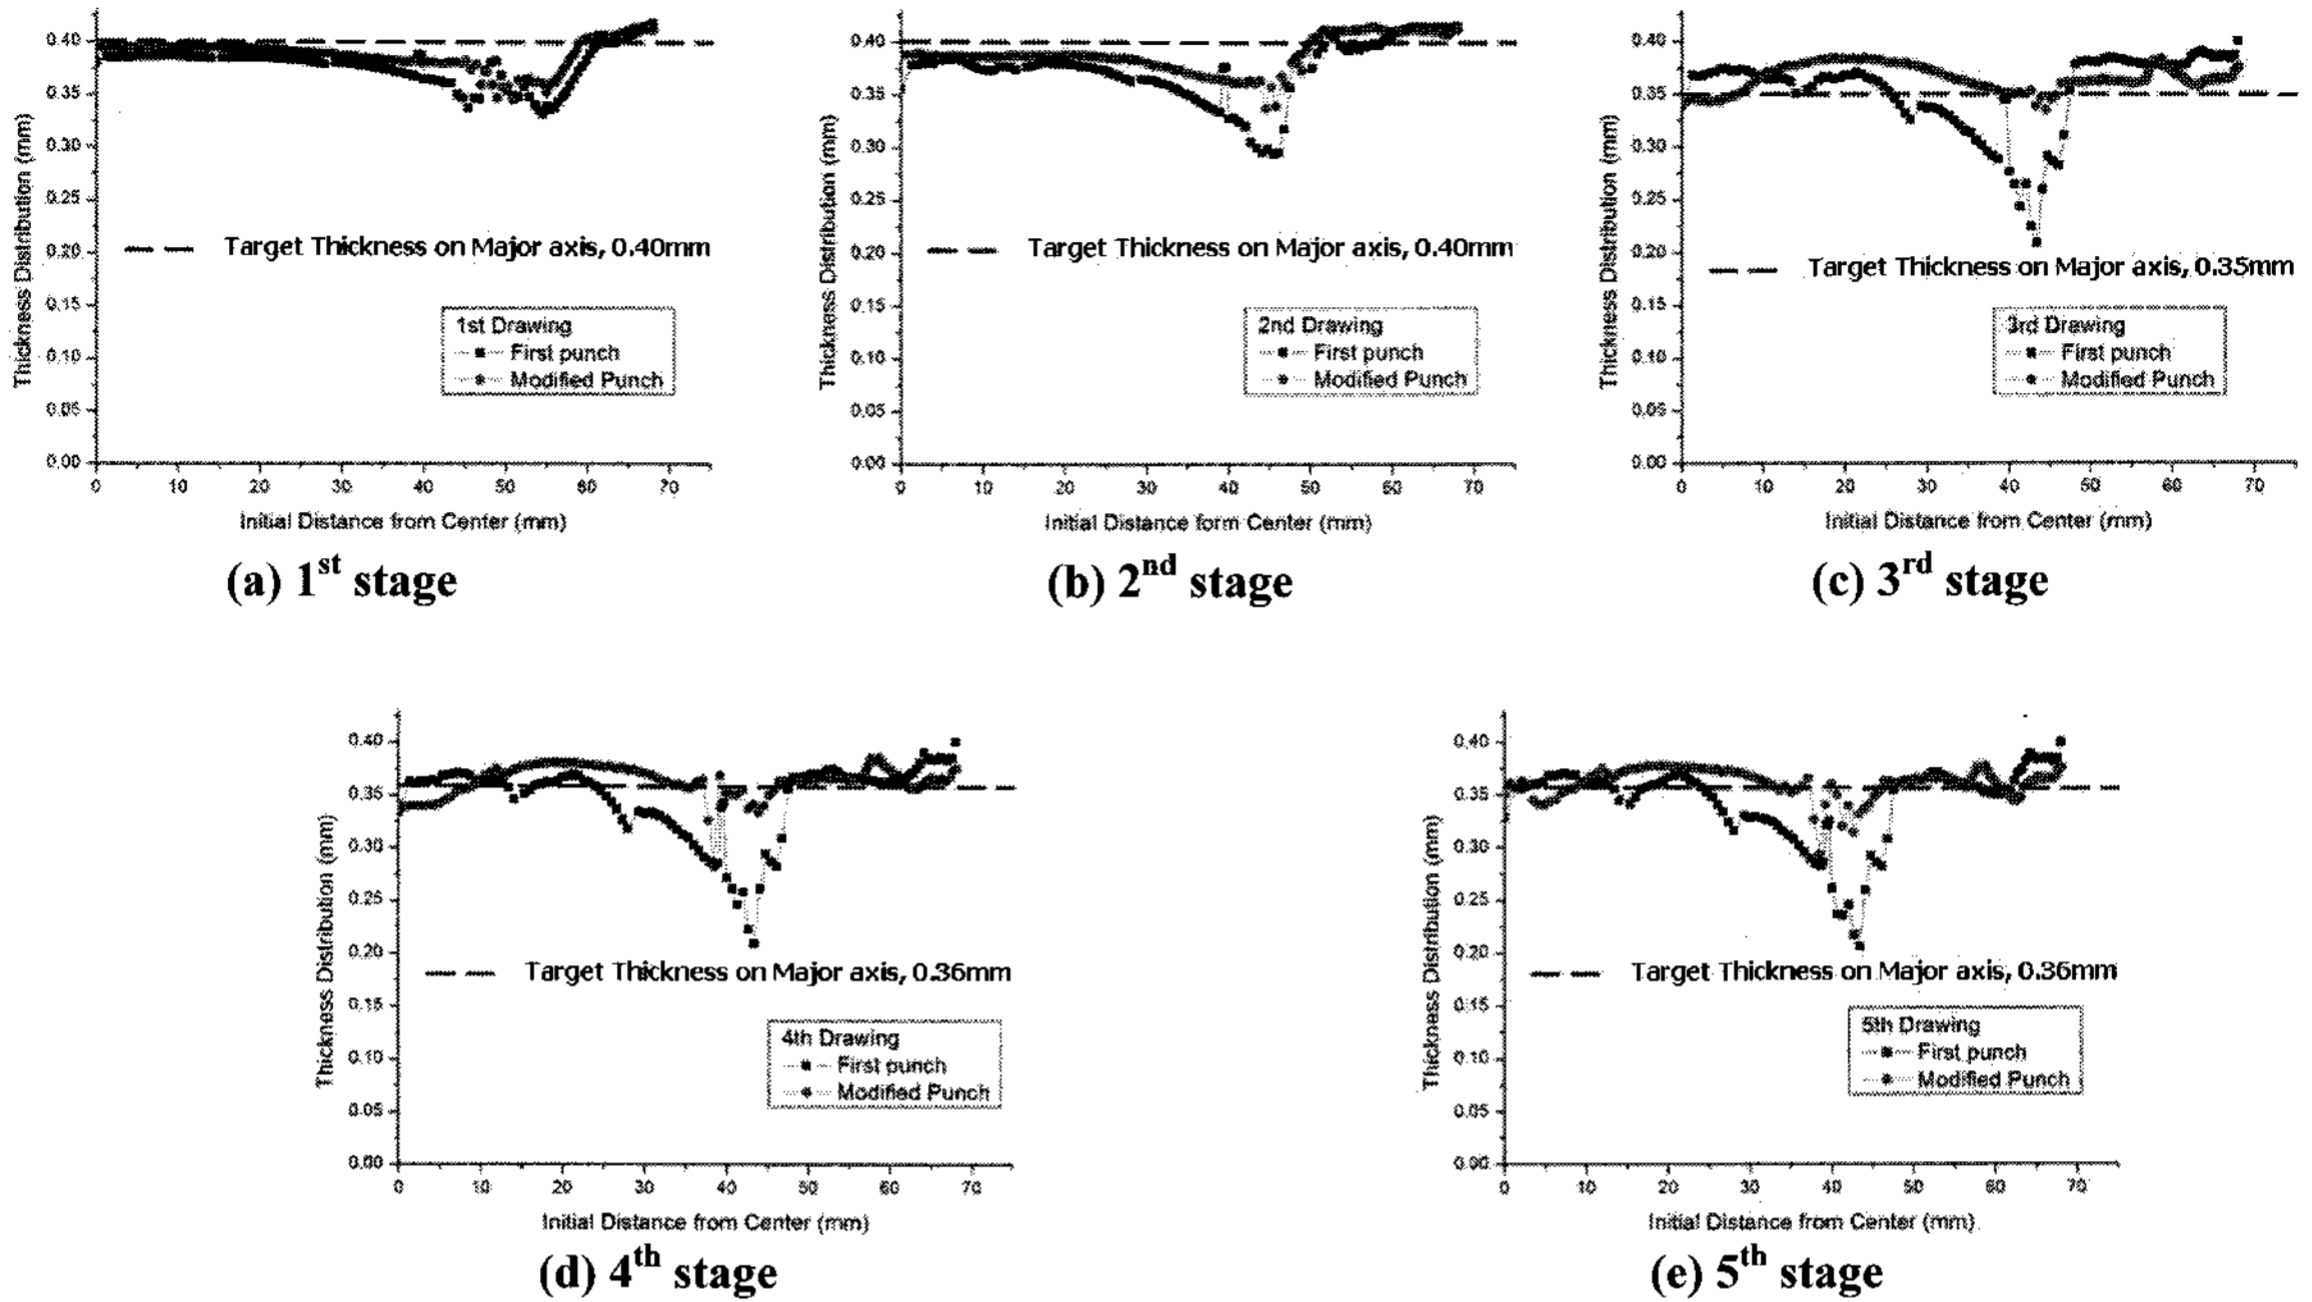 0.40
0.35
0.30
0.25
0.20
0.15
0.10
0.05
0.00
Thickness Distribution (mm)
Target Thickness on Major axis, 0.40mm
1st Drawing
First punch
Modified Punch
0 10 20 30 40 50 60 70
Initial Distance from Center (mm)
(a) 1st stage
0.40
0.35
0.30
0.25
0.20
0.15
0.10
0.05
0.00
Thickness Distribution (mm)
Target Thickness on Major axis, 0.40mm
2nd Drawing
First punch
Modified Punch
0 10 20 30 40 50 60 70
Initial Distance form Center (mm)
(b) 2nd stage
0.40
0.35
0.30
0.25
0.20
0.15
0.10
0.05
0.00
Thickness Distribution (mm)
Target Thickness on Major axis, 0.35mm
3rd Drawing
First punch
Modified Punch
0 10 20 30 40 50 60 70
Initial Distance from Center (mm)
(c) 3rd stage
0.40
0.35
0.30
0.25
0.20
0.15
0.10
0.05
0.00
Thickness Distribution (mm)
Target Thickness on Major axis, 0.36mm
4th Drawing
First punch
Modified Punch
0 10 20 30 40 50 60 70
Initial Distance from Center (mm)
(d) 4th stage
0.40
0.35
0.30
0.25
0.20
0.15
0.10
0.05
0.00
Thickness Distribution (mm)
Target Thickness on Major axis, 0.36mm
5th Drawing
First punch
Modified Punch
0 10 20 30 40 50 60 70
Initial Distance from Center (mm)
(e) 5th stage